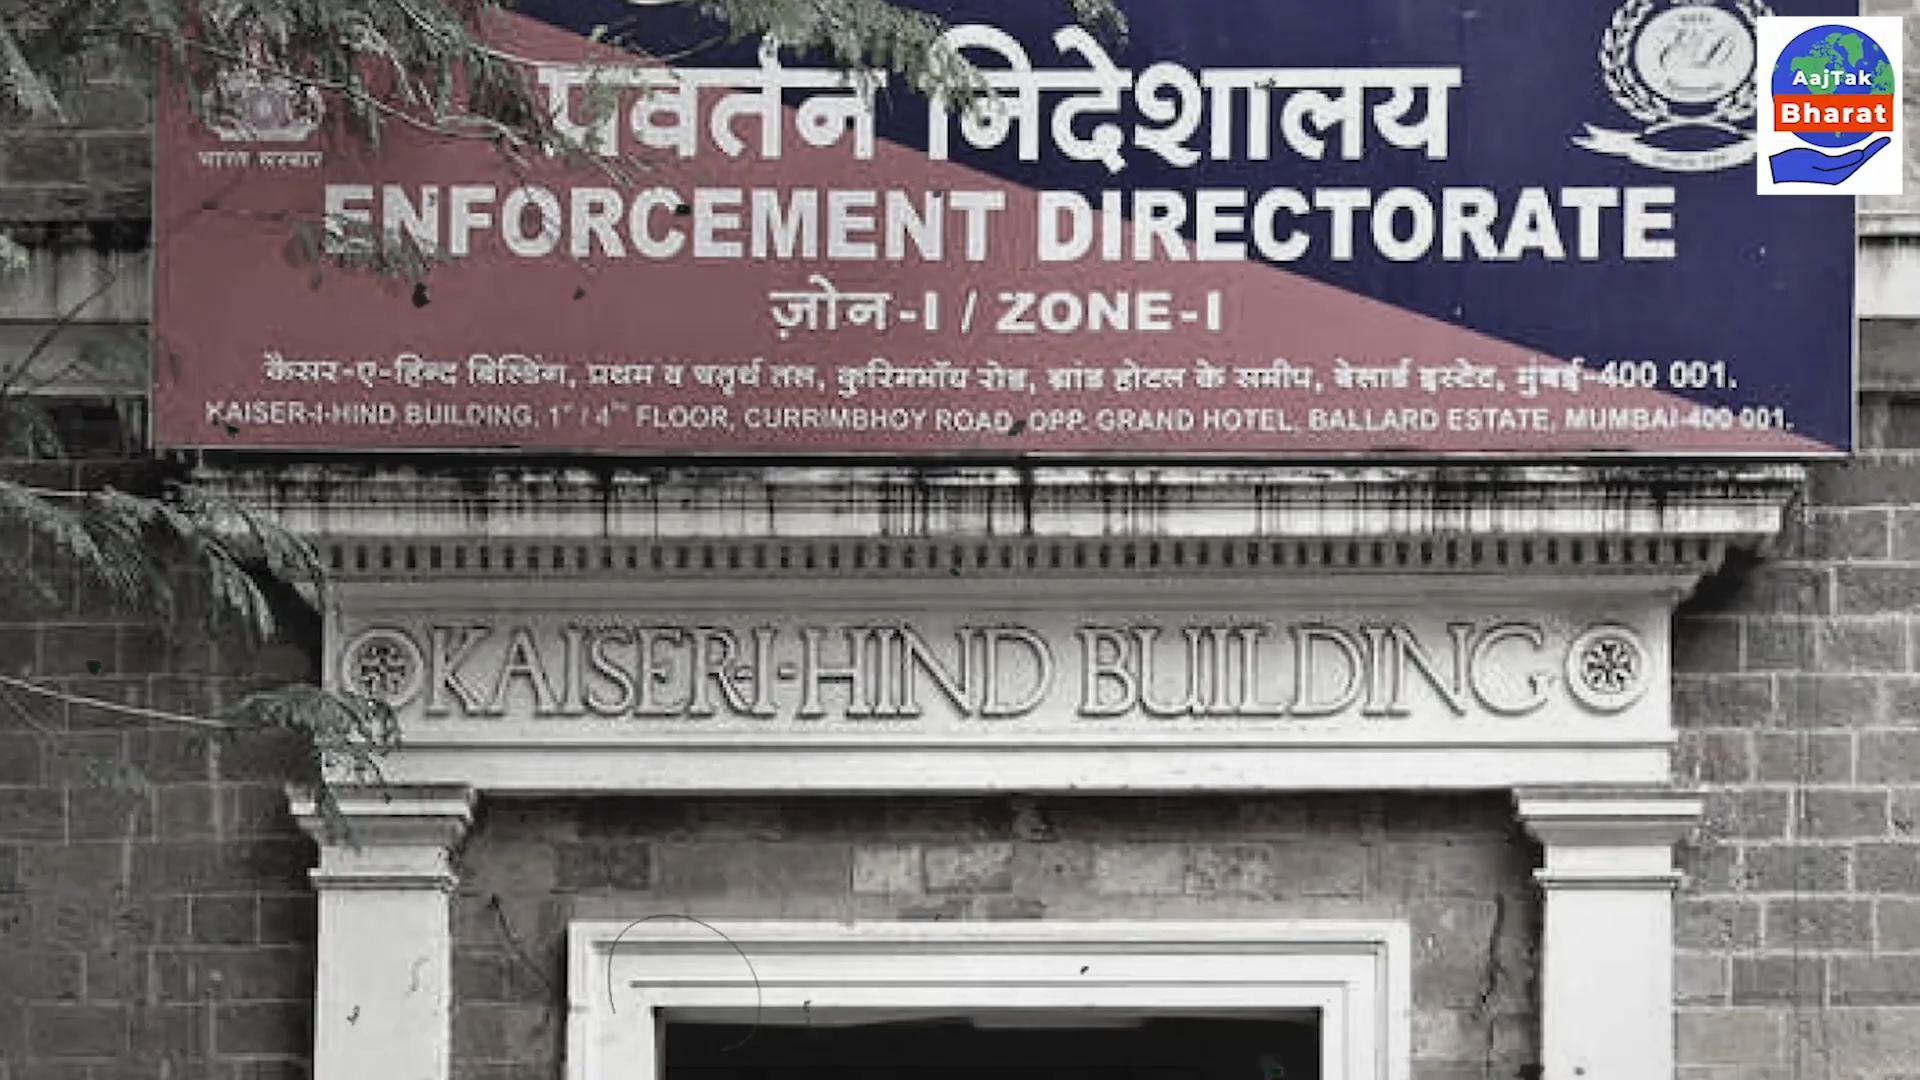 प्रवर्तन निदेशालय
भारत सरकार
AajTak
Bharat
ENFORCEMENT DIRECTORATE
ज़ोन-I / ZONE-I
कैसर-ए-हिन्द बिल्डिंग, प्रथम व चतुर्थ तल, कुरिमभॉय रोड, ग्रांड होटल के समीप, बेलार्ड इस्टेट, मुंबई-400 001.
KAISER-I-HIND BUILDING, 1ST / 4TH FLOOR, CURRIMBHOY ROAD, OPP. GRAND HOTEL, BALLARD ESTATE, MUMBAI-400 001.
KAISER-I-HIND BUILDING